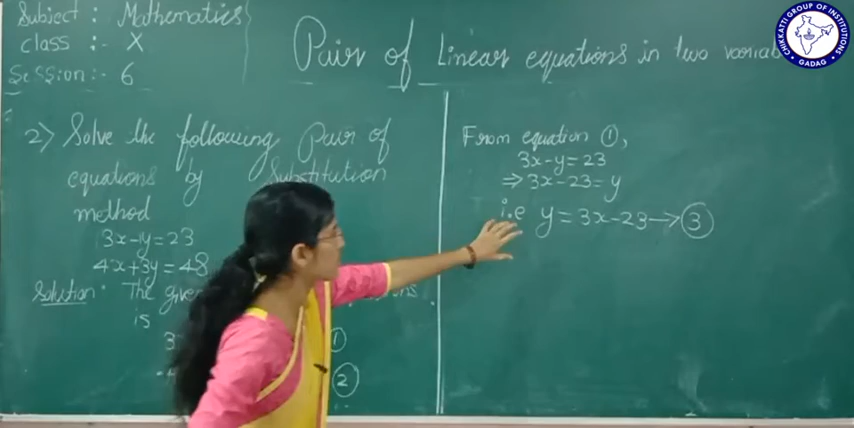 Subject : Mathematics
Class :- X
Session :- 6
Pair of Linear equations in two variab
CHIKKATTI GROUP OF INSTITUTIONS
GADAG
2) Solve the following Pair of
equations by Substitution
method
3x-1y=23
4x+3y=48
Solution :
The given
is
①
②
From equation ①,
3x-y=23
⇒ 3x-23=y
i.e y=3x-23→③